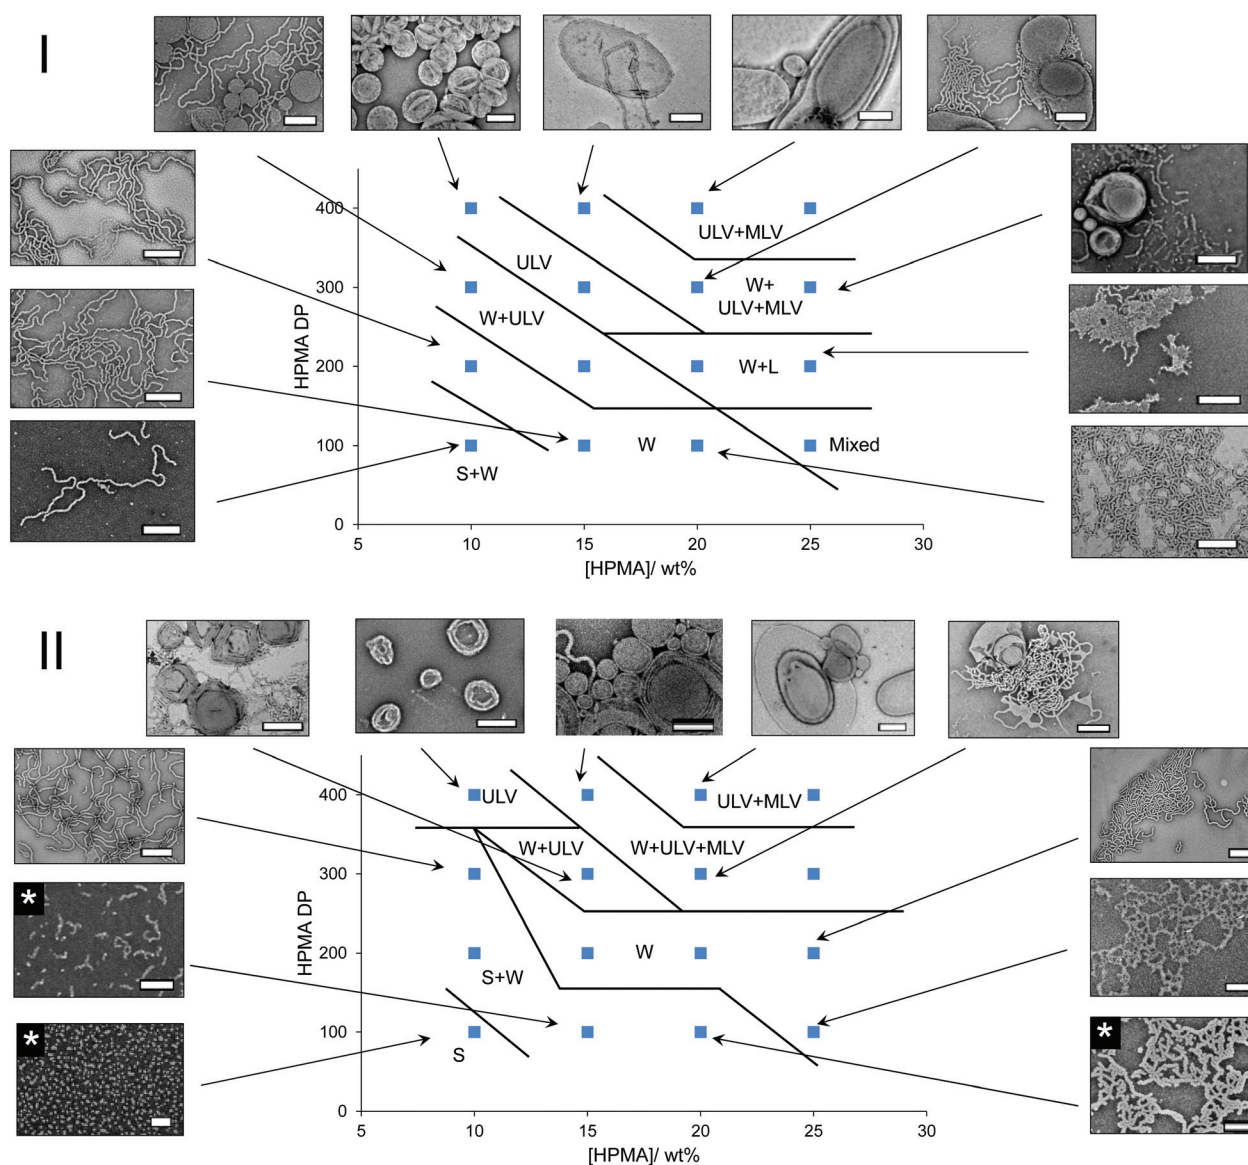 I
HPMA DP
400
300
200
100
0
ULV+MLV
ULV
W+
ULV+MLV
W+ULV
W+L
W
Mixed
S+W
5
10
15
20
25
30
[HPMA]/ wt%
II
*
*
*
HPMA DP
400
300
200
100
0
ULV
ULV+MLV
W+ULV
W+ULV+MLV
W
S+W
S
5
10
15
20
25
30
[HPMA]/ wt%